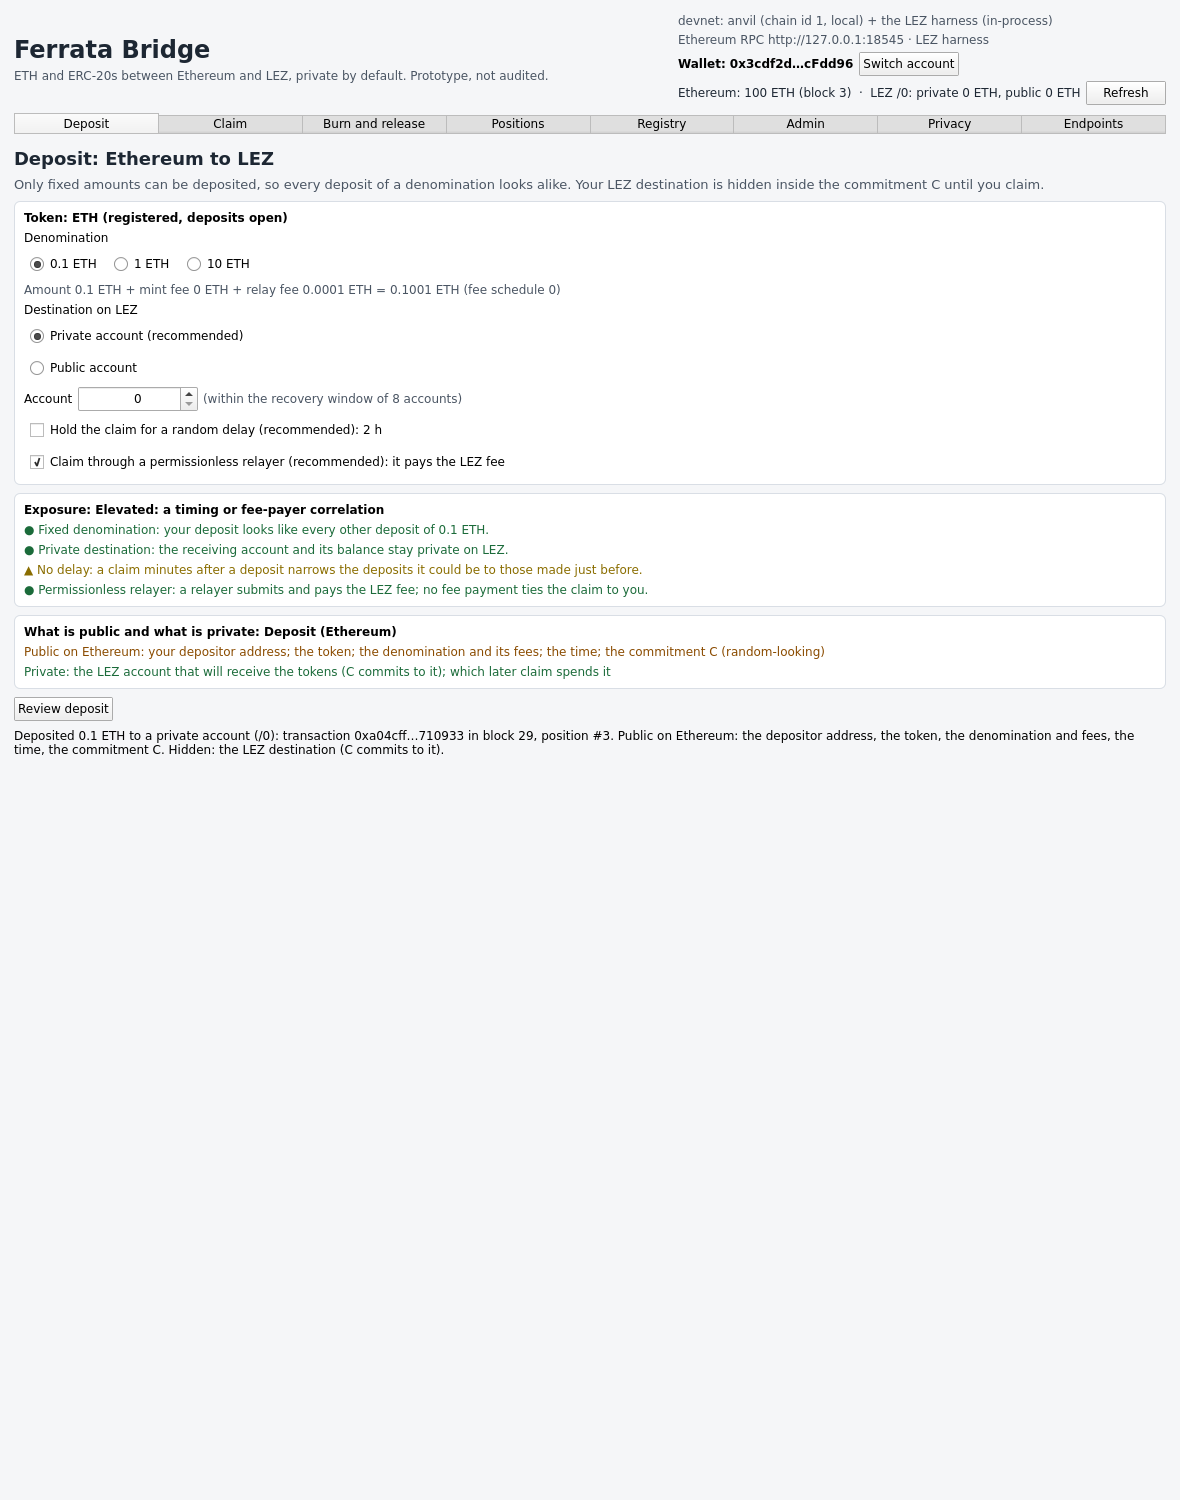 Ferrata Bridge
ETH and ERC-20s between Ethereum and LEZ, private by default. Prototype, not audited.
devnet: anvil (chain id 1, local) + the LEZ harness (in-process)
Ethereum RPC http://127.0.0.1:18545 · LEZ harness
Wallet: 0x3cdf2d…cFdd96 Switch account
Ethereum: 100 ETH (block 3) · LEZ /0: private 0 ETH, public 0 ETH Refresh
Deposit Claim Burn and release Positions Registry Admin Privacy Endpoints
Deposit: Ethereum to LEZ
Only fixed amounts can be deposited, so every deposit of a denomination looks alike. Your LEZ destination is hidden inside the commitment C until you claim.
Token: ETH (registered, deposits open)
Denomination
0.1 ETH 1 ETH 10 ETH
Amount 0.1 ETH + mint fee 0 ETH + relay fee 0.0001 ETH = 0.1001 ETH (fee schedule 0)
Destination on LEZ
Private account (recommended)
Public account
Account 0 (within the recovery window of 8 accounts)
Hold the claim for a random delay (recommended): 2 h
Claim through a permissionless relayer (recommended): it pays the LEZ fee
Exposure: Elevated: a timing or fee-payer correlation
● Fixed denomination: your deposit looks like every other deposit of 0.1 ETH.
● Private destination: the receiving account and its balance stay private on LEZ.
▲ No delay: a claim minutes after a deposit narrows the deposits it could be to those made just before.
● Permissionless relayer: a relayer submits and pays the LEZ fee; no fee payment ties the claim to you.
What is public and what is private: Deposit (Ethereum)
Public on Ethereum: your depositor address; the token; the denomination and its fees; the time; the commitment C (random-looking)
Private: the LEZ account that will receive the tokens (C commits to it); which later claim spends it
Review deposit
Deposited 0.1 ETH to a private account (/0): transaction 0xa04cff…710933 in block 29, position #3. Public on Ethereum: the depositor address, the token, the denomination and fees, the
time, the commitment C. Hidden: the LEZ destination (C commits to it).